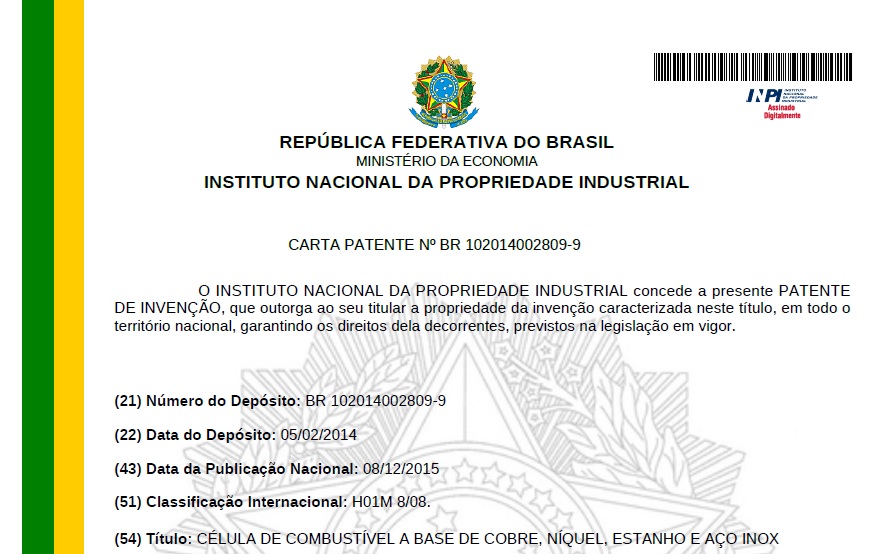 INPI INSTITUTO
NACIONAL
DA PROPRIEDADE
INDUSTRIAL
Assinado
Digitalmente
REPÚBLICA FEDERATIVA DO BRASIL
MINISTÉRIO DA ECONOMIA
INSTITUTO NACIONAL DA PROPRIEDADE INDUSTRIAL
CARTA PATENTE Nº BR 102014002809-9
O INSTITUTO NACIONAL DA PROPRIEDADE INDUSTRIAL concede a presente PATENTE
DE INVENÇÃO, que outorga ao seu titular a propriedade da invenção caracterizada neste título, em todo o
território nacional, garantindo os direitos dela decorrentes, previstos na legislação em vigor.
(21) Número do Depósito: BR 102014002809-9
(22) Data do Depósito: 05/02/2014
(43) Data da Publicação Nacional: 08/12/2015
(51) Classificação Internacional: H01M 8/08.
(54) Título: CÉLULA DE COMBUSTÍVEL A BASE DE COBRE, NÍQUEL, ESTANHO E AÇO INOX